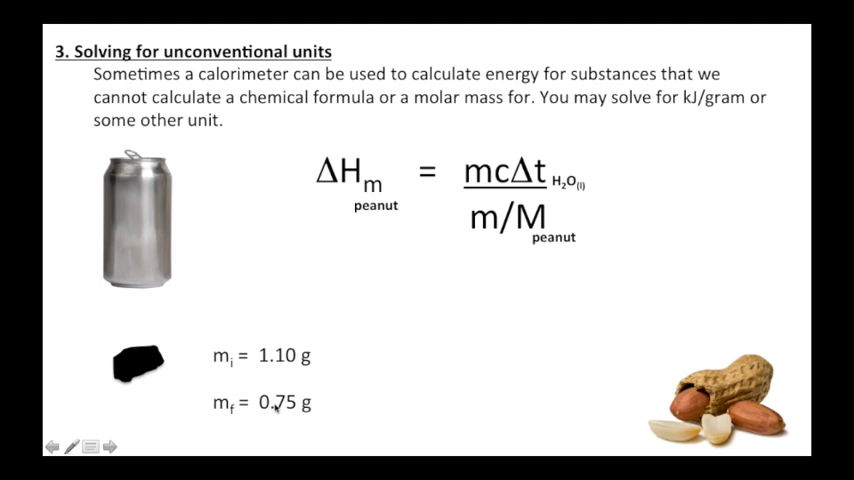 3. Solving for unconventional units
Sometimes a calorimeter can be used to calculate energy for substances that we
cannot calculate a chemical formula or a molar mass for. You may solve for kJ/gram or
some other unit.
ΔHₘ = mcΔt H₂O₍ₗ₎
peanut
m/M
peanut
mᵢ = 1.10 g
m_f = 0.75 g